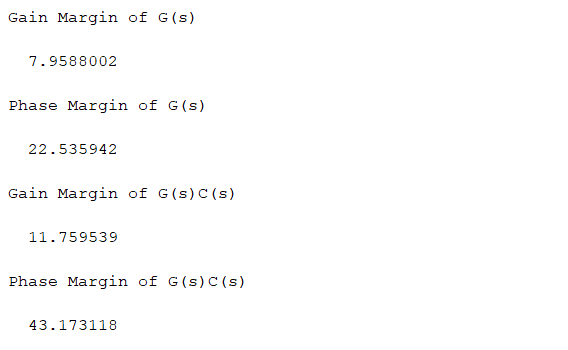 Gain Margin of G(s)
7.9588002
Phase Margin of G(s)
22.535942
Gain Margin of G(s)C(s)
11.759539
Phase Margin of G(s)C(s)
43.173118